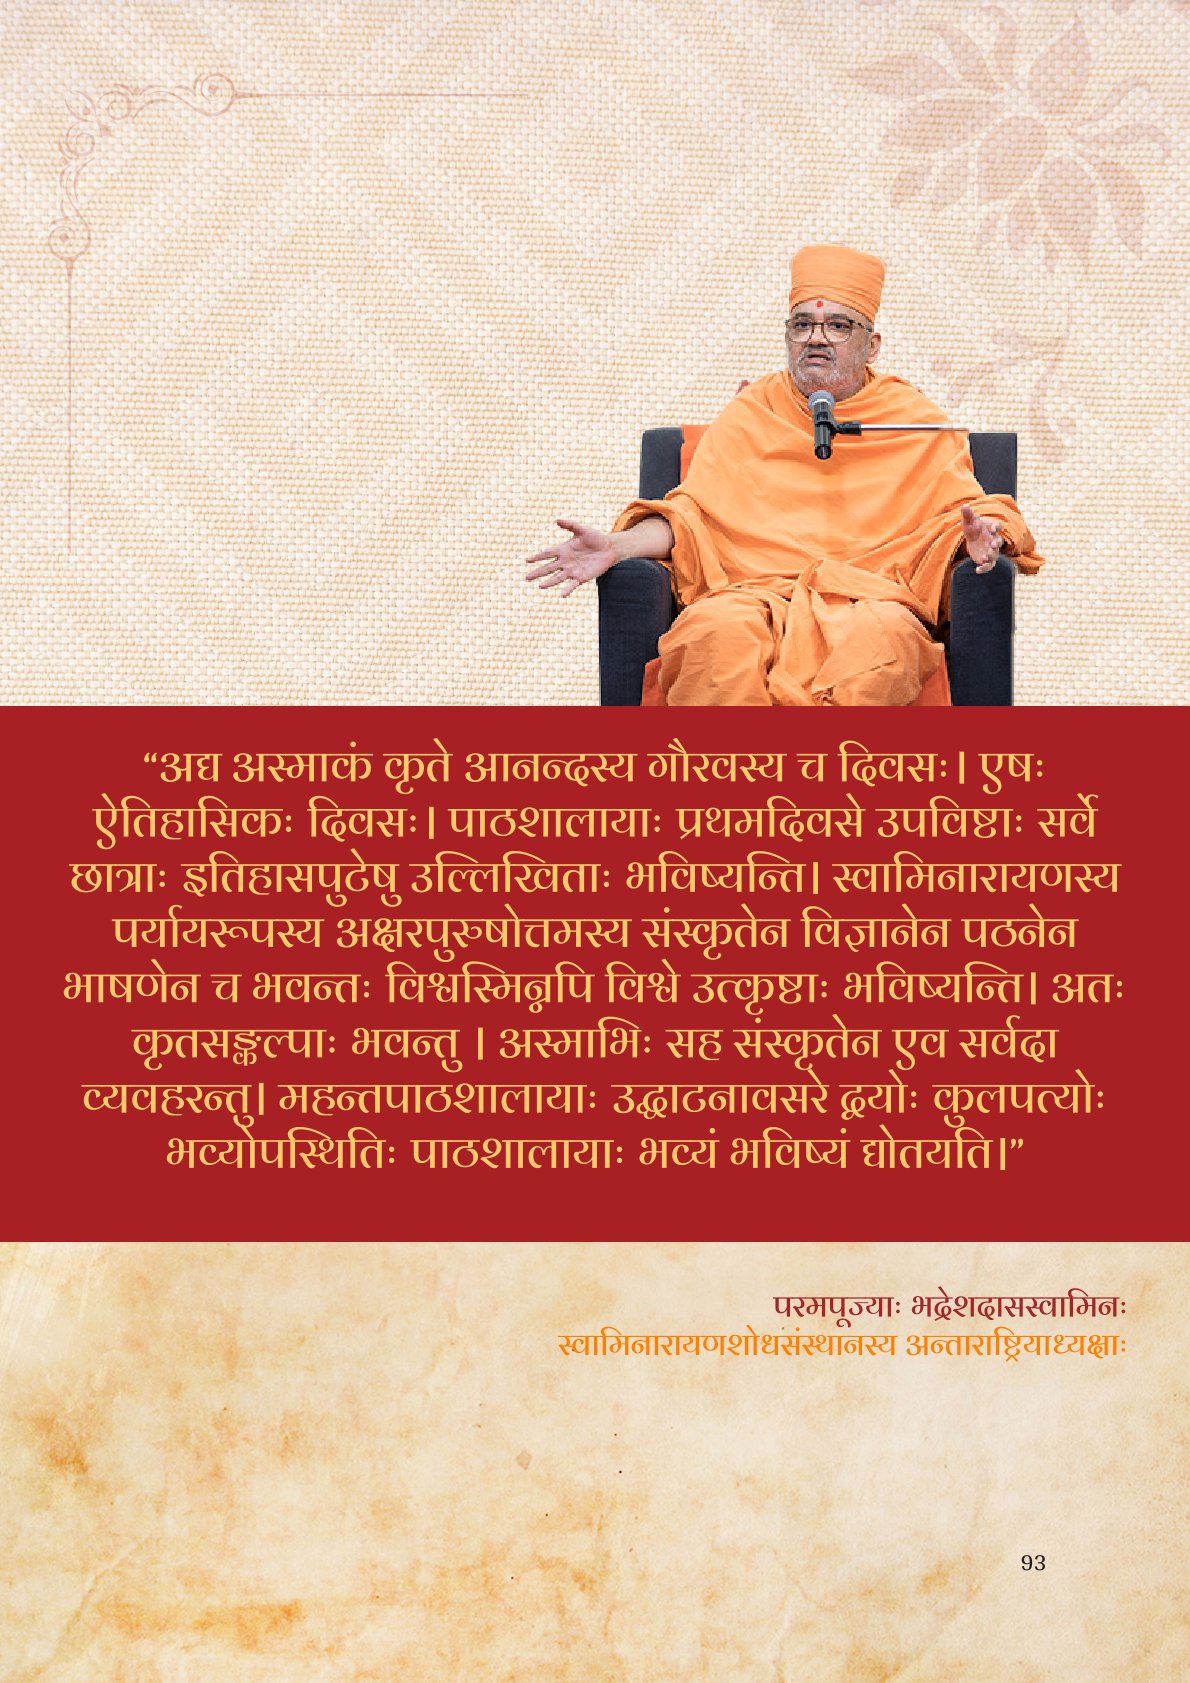 “अद्य अस्माकं कृते आनन्दस्य गौरवस्य च दिवसः। एषः
ऐतिहासिकः दिवसः। पाठशालायाः प्रथमदिवसे उपविष्टाः सर्वे
छात्राः इतिहासपुटेषु उल्लिखिताः भविष्यन्ति। स्वामिनारायणस्य
पर्यायरूपस्य अक्षरपुरुषोत्तमस्य संस्कृतेन विज्ञानेन पठनेन
भाषणेन च भवन्तः विश्वस्मिन्नपि विश्वे उत्कृष्टाः भविष्यन्ति। अतः
कृतसङ्कल्पाः भवन्तु । अस्माभिः सह संस्कृतेन एव सर्वदा
व्यवहरन्तु। महन्तपाठशालायाः उद्घाटनावसरे द्वयोः कुलपत्योः
भव्योपस्थितिः पाठशालायाः भव्यं भविष्यं द्योतयति।”
परमपूज्याः भद्रेशदासस्वामिनः
स्वामिनारायणशोधसंस्थानस्य अन्ताराष्ट्रियाध्यक्षाः
93